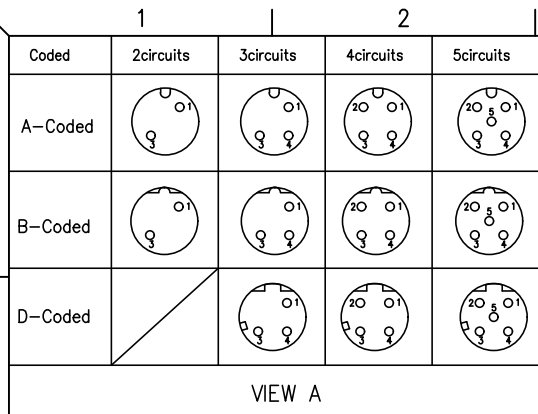 1 2
Coded 2circuits 3circuits 4circuits 5circuits
A-Coded
1 3
1 3 4
2 1 3 4
2 5 1 3 4
B-Coded
1 3
1 3 4
2 1 3 4
2 5 1 3 4
D-Coded
1 3 4
2 1 3 4
2 5 1 3 4
VIEW A